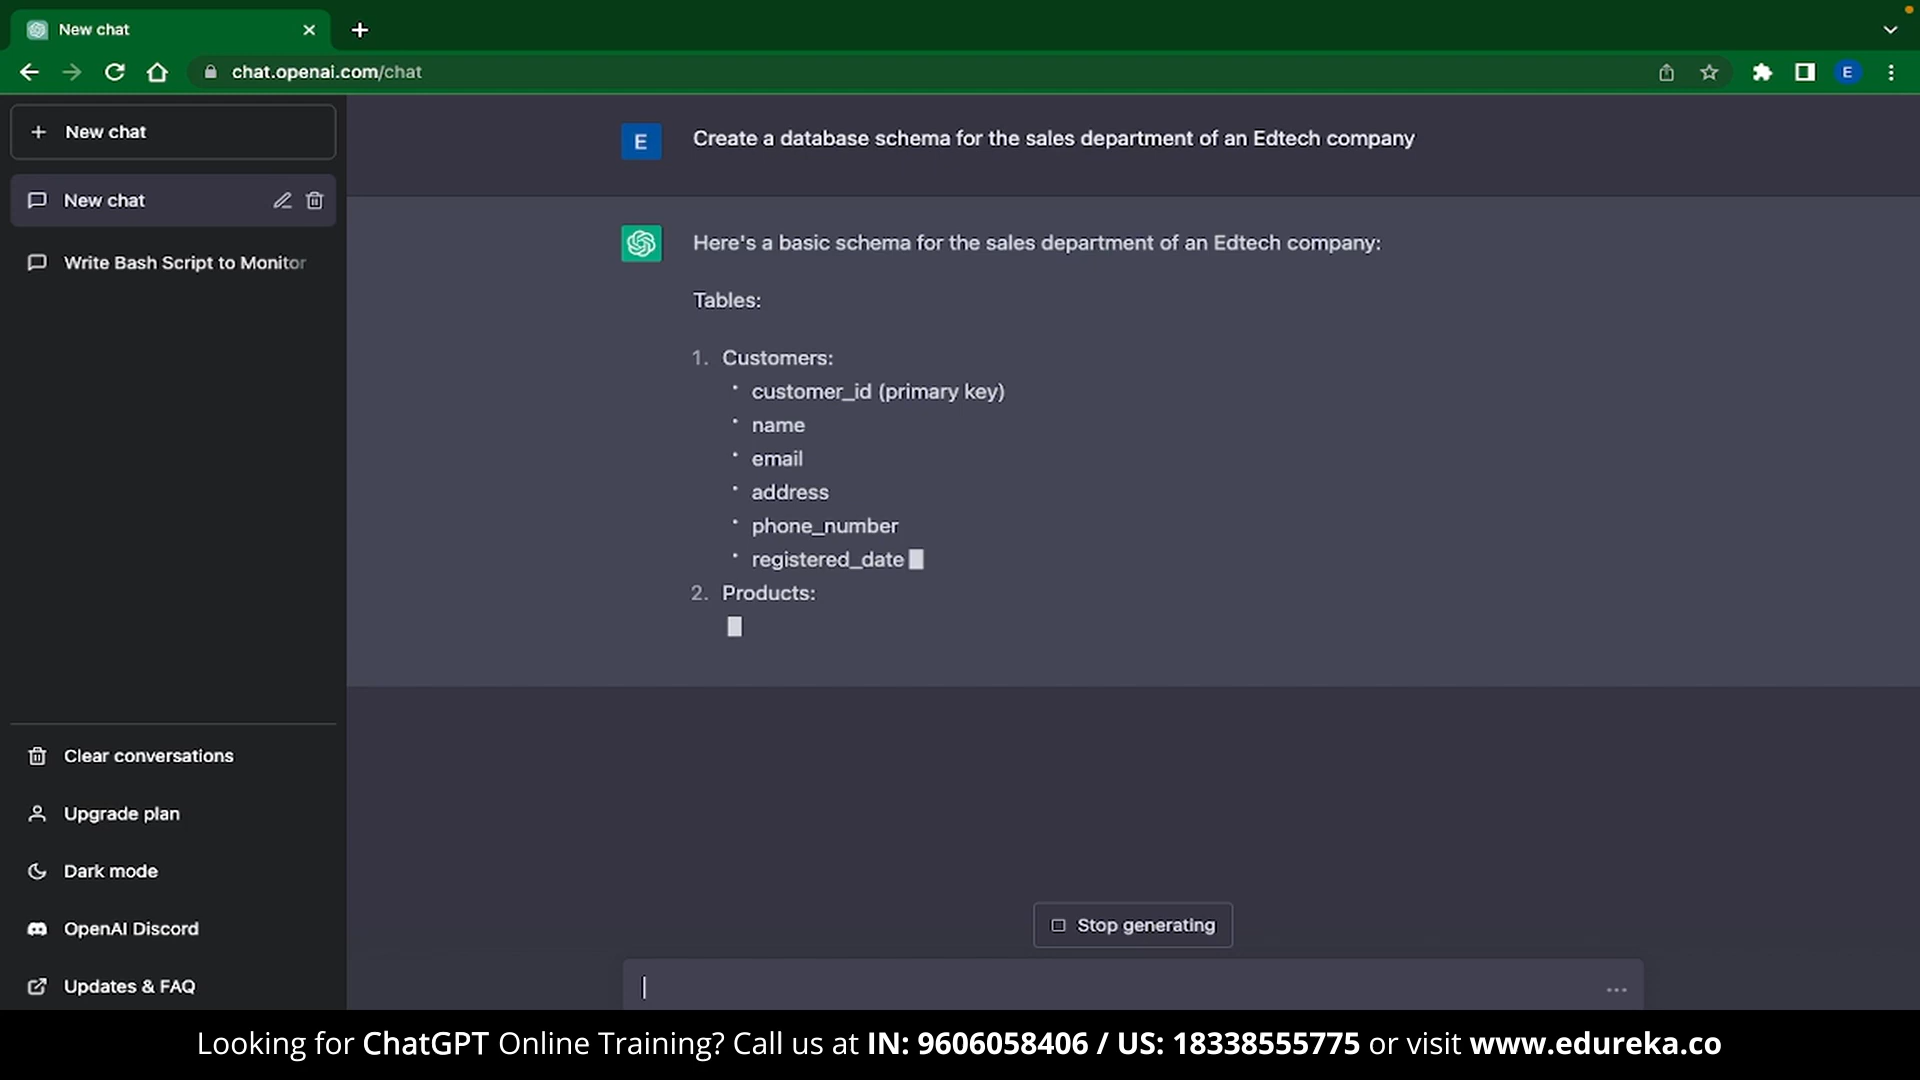 New chat
chat.openai.com/chat
E
New chat
New chat
Write Bash Script to Monitor
Clear conversations
Upgrade plan
Dark mode
OpenAI Discord
Updates & FAQ
E
Create a database schema for the sales department of an Edtech company
Here's a basic schema for the sales department of an Edtech company:
Tables:
1. Customers:
• customer_id (primary key)
• name
• email
• address
• phone_number
• registered_date
2. Products:
Stop generating
Looking for ChatGPT Online Training? Call us at IN: 9606058406 / US: 18338555775 or visit www.edureka.co